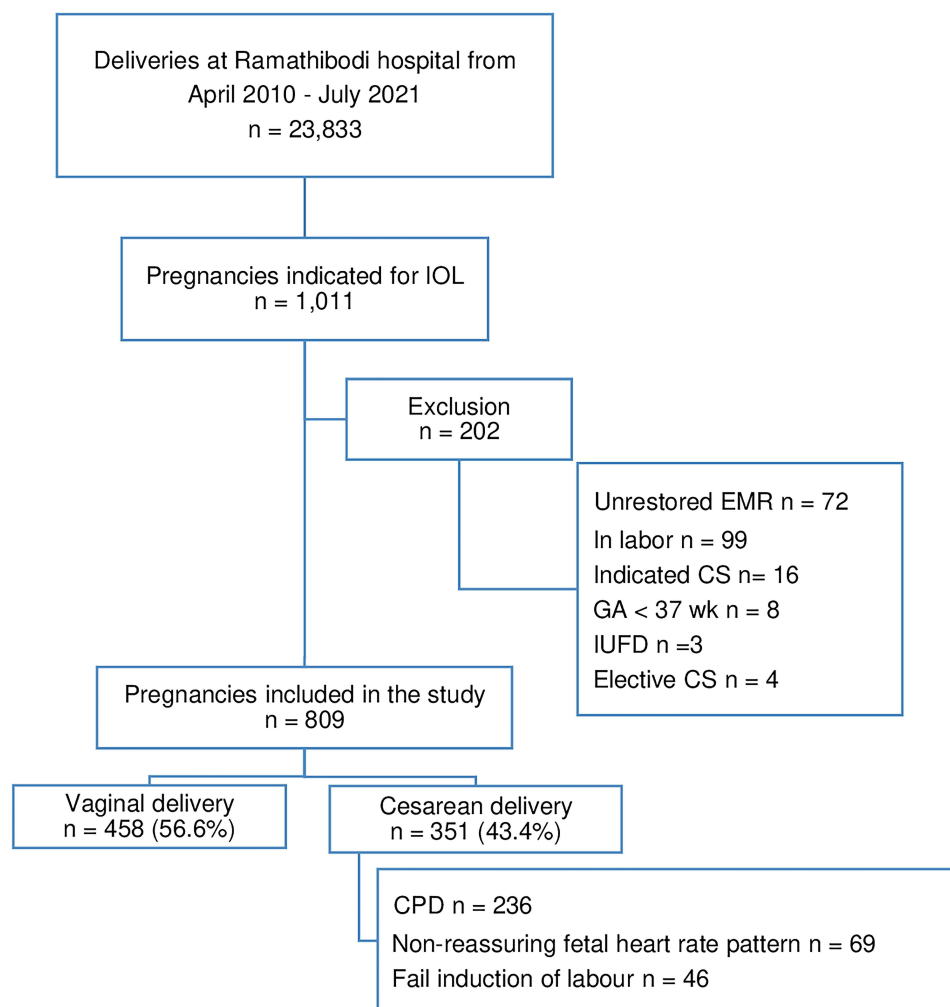 Deliveries at Ramathibodi hospital from
April 2010 - July 2021
n = 23,833
Pregnancies indicated for IOL
n = 1,011
Exclusion
n = 202
Unrestored EMR n = 72
In labor n = 99
Indicated CS n= 16
GA < 37 wk n = 8
IUFD n =3
Elective CS n = 4
Pregnancies included in the study
n = 809
Vaginal delivery
n = 458 (56.6%)
Cesarean delivery
n = 351 (43.4%)
CPD n = 236
Non-reassuring fetal heart rate pattern n = 69
Fail induction of labour n = 46